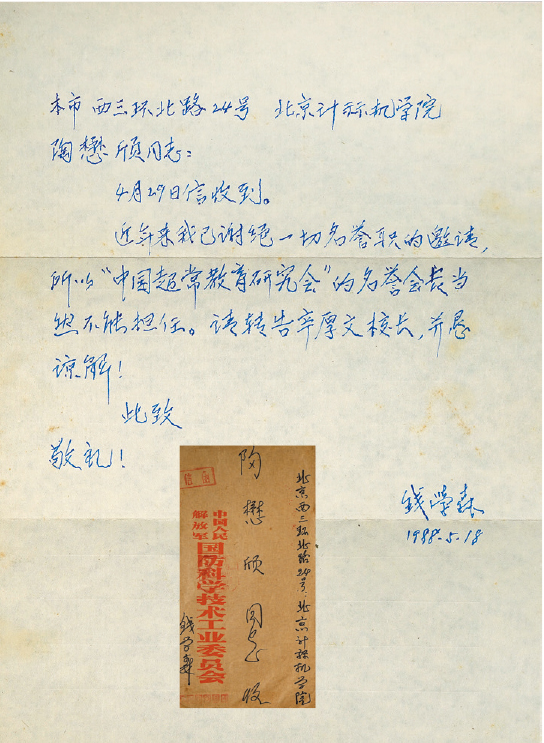 本市 西三环北路24号 北京计算机学院
陶懋颀同志：
4月29日信收到。
近年来我已谢绝一切名誉职的邀请，
所以“中国超常教育研究会”的名誉会长当
然不能担任。请转告辛厚文校长，并恳
谅解！
此致
敬礼！
钱学森
1988.5.18
北京西三环北路24号：北京计算机学院
陶懋颀同志收
中国人民
解放军
国防科学技术工业委员会
钱学森